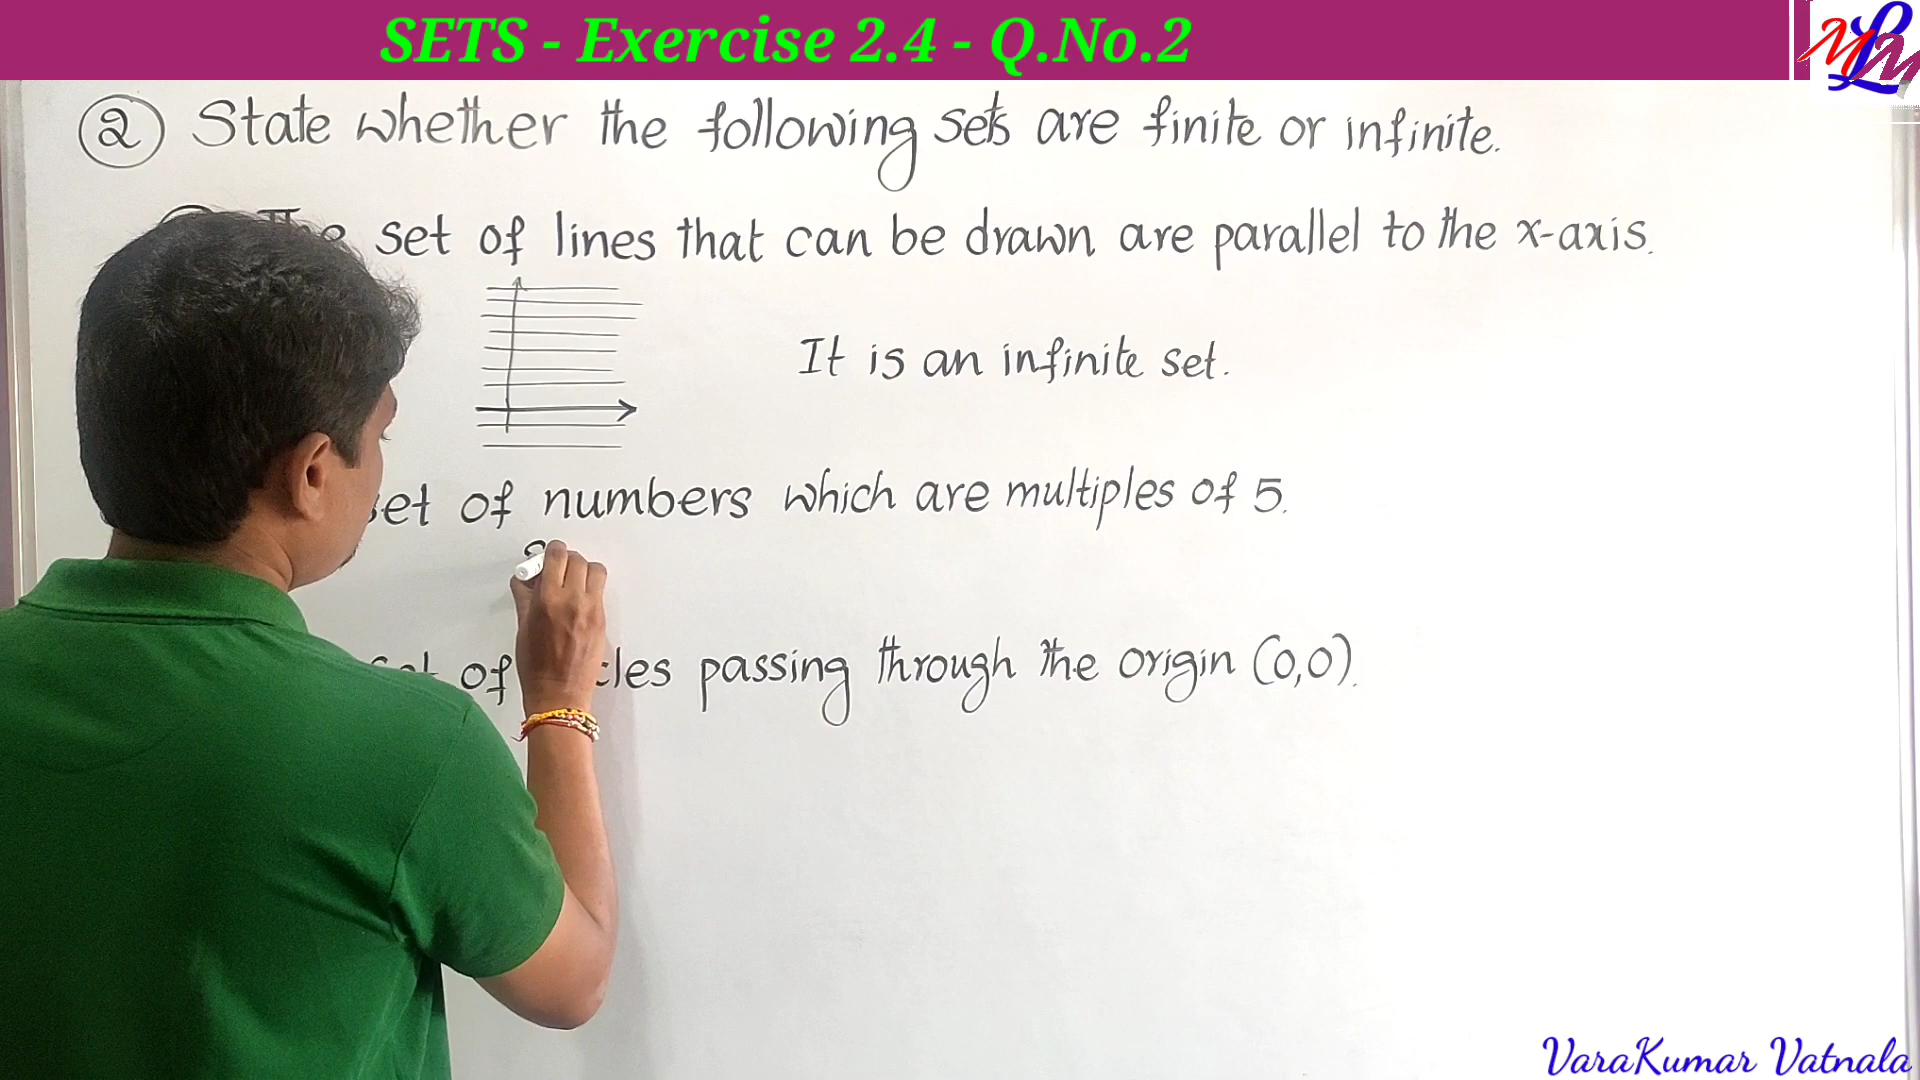 SETS - Exercise 2.4 - Q.No.2
MLM
2 State whether the following sets are finite or infinite.
set of lines that can be drawn are parallel to the x-axis.
It is an infinite set.
set of numbers which are multiples of 5.
of passing through the origin (0,0).
VaraKumar Vatnala